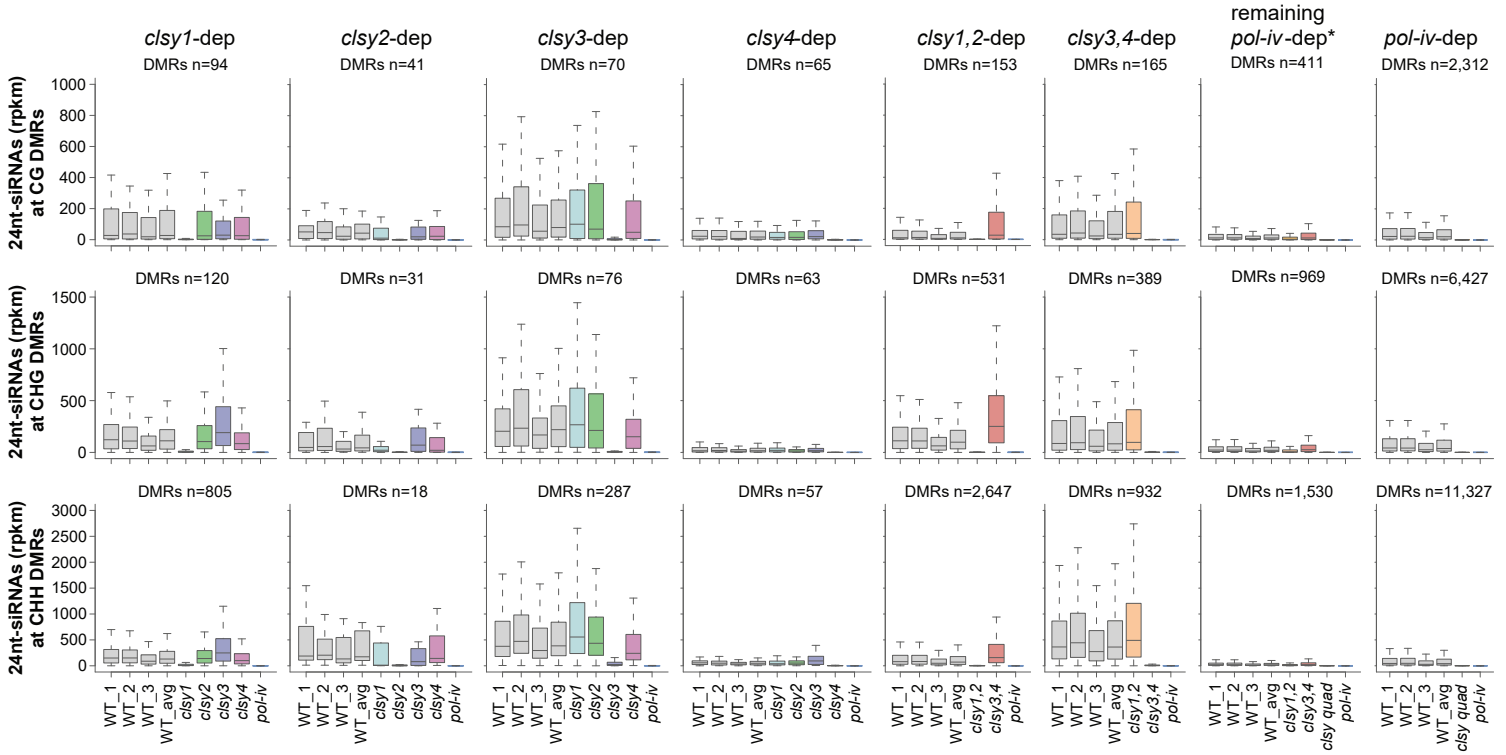 clsy1-dep clsy2-dep clsy3-dep clsy4-dep clsy1,2-dep clsy3,4-dep remaining pol-iv-dep* pol-iv-dep
DMRs n=94 DMRs n=41 DMRs n=70 DMRs n=65 DMRs n=153 DMRs n=165 DMRs n=411 DMRs n=2,312
24nt-siRNAs (rpkm)
at CG DMRs
1000
800
600
400
200
0
DMRs n=120 DMRs n=31 DMRs n=76 DMRs n=63 DMRs n=531 DMRs n=389 DMRs n=969 DMRs n=6,427
24nt-siRNAs (rpkm)
at CHG DMRs
1500
1000
500
0
DMRs n=805 DMRs n=18 DMRs n=287 DMRs n=57 DMRs n=2,647 DMRs n=932 DMRs n=1,530 DMRs n=11,327
24nt-siRNAs (rpkm)
at CHH DMRs
3000
2500
2000
1500
1000
500
0
WT_1 WT_2 WT_3 WT_avg clsy1 clsy2 clsy3 clsy4 pol-iv
WT_1 WT_2 WT_3 WT_avg clsy1 clsy2 clsy3 clsy4 pol-iv
WT_1 WT_2 WT_3 WT_avg clsy1 clsy2 clsy3 clsy4 pol-iv
WT_1 WT_2 WT_3 WT_avg clsy1 clsy2 clsy3 clsy4 pol-iv
WT_1 WT_2 WT_3 WT_avg clsy1,2 clsy3,4 pol-iv
WT_1 WT_2 WT_3 WT_avg clsy1,2 clsy3,4 pol-iv
WT_1 WT_2 WT_3 WT_avg clsy1,2 clsy3,4 clsy quad pol-iv
WT_1 WT_2 WT_3 WT_avg clsy quad pol-iv